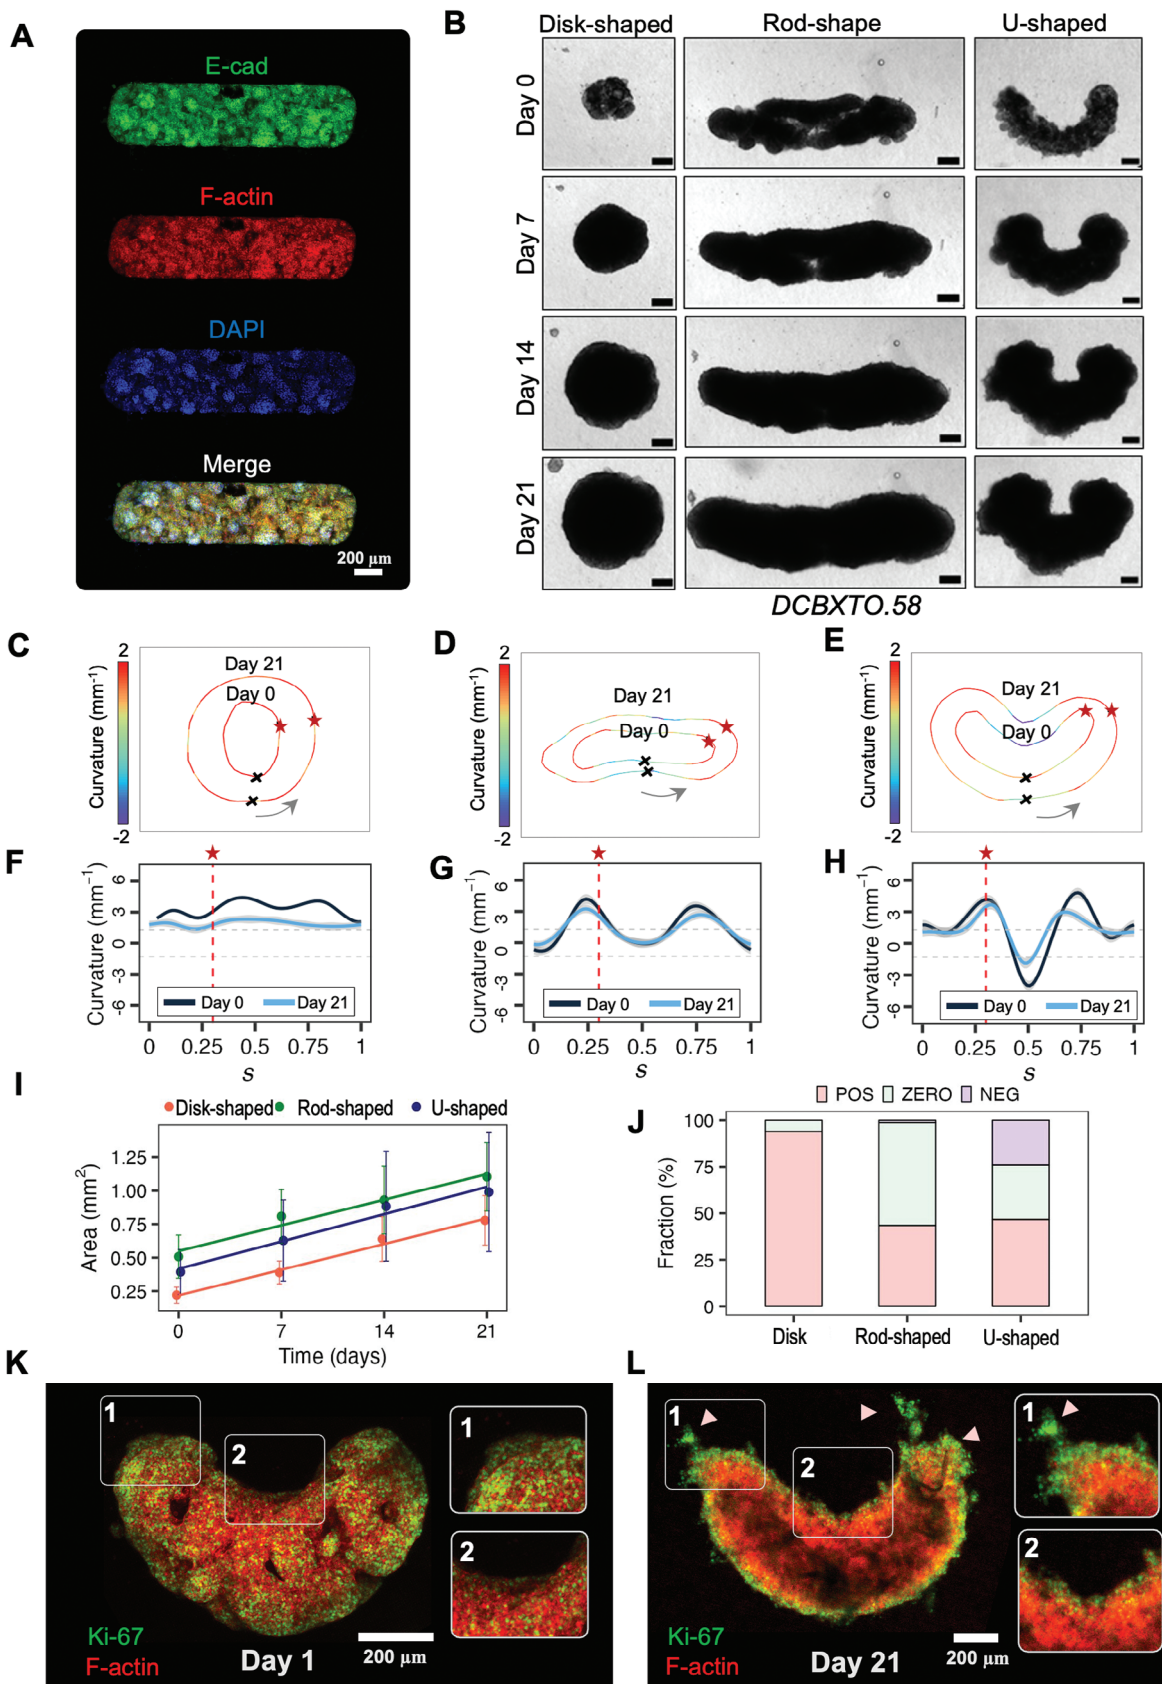 A
E-cad
F-actin
DAPI
Merge
200 µm
B
Disk-shaped
Rod-shape
U-shaped
Day 0
Day 7
Day 14
Day 21
DCBXTO.58
C
2
Curvature (mm⁻¹)
-2
Day 21
Day 0
D
2
Curvature (mm⁻¹)
-2
Day 21
Day 0
E
2
Curvature (mm⁻¹)
-2
Day 21
Day 0
F
Curvature (mm⁻¹)
6
3
0
-3
-6
Day 0 Day 21
0 0.25 0.5 0.75 1
s
G
Curvature (mm⁻¹)
6
3
0
-3
-6
Day 0 Day 21
0 0.25 0.5 0.75 1
s
H
Curvature (mm⁻¹)
6
3
0
-3
-6
Day 0 Day 21
0 0.25 0.5 0.75 1
s
I
Disk-shaped Rod-shaped U-shaped
Area (mm²)
1.25
1.00
0.75
0.50
0.25
0 7 14 21
Time (days)
J
POS ZERO NEG
Fraction (%)
100
75
50
25
0
Disk Rod-shaped U-shaped
K
1
2
1
2
Ki-67
F-actin
Day 1
200 µm
L
1
2
1
2
Ki-67
F-actin
Day 21
200 µm